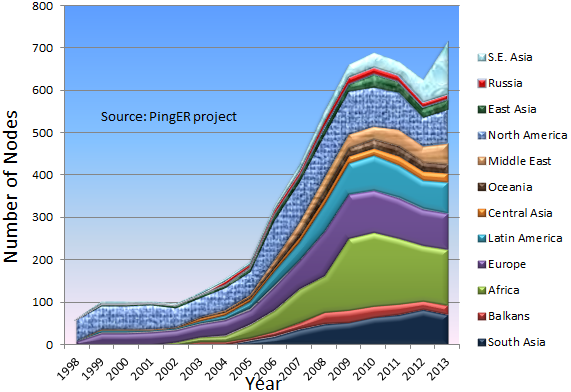 800
700
600
500
400
300
200
100
0
Number of Nodes
Source: PingER project
1998
1999
2000
2001
2002
2003
2004
2005
2006
2007
2008
2009
2010
2011
2012
2013
Year
S.E. Asia
Russia
East Asia
North America
Middle East
Oceania
Central Asia
Latin America
Europe
Africa
Balkans
South Asia